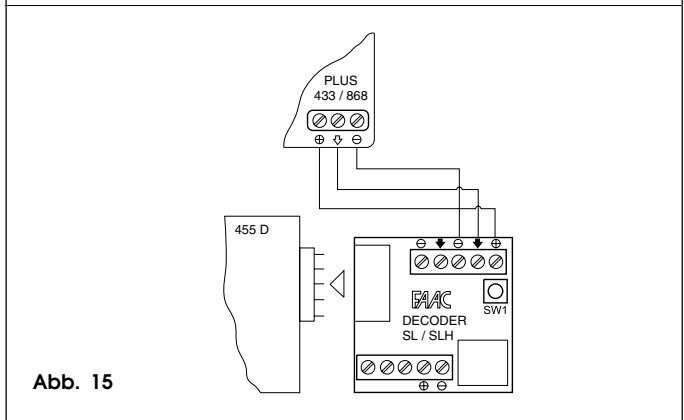 PLUS
433 / 868
⊕ ⇩ ⊖
455 D
⊖ 🡇 ⊖ 🡇 ⊕
FAAC
SW1
DECODER
SL / SLH
⊕ ⊖
Abb. 15